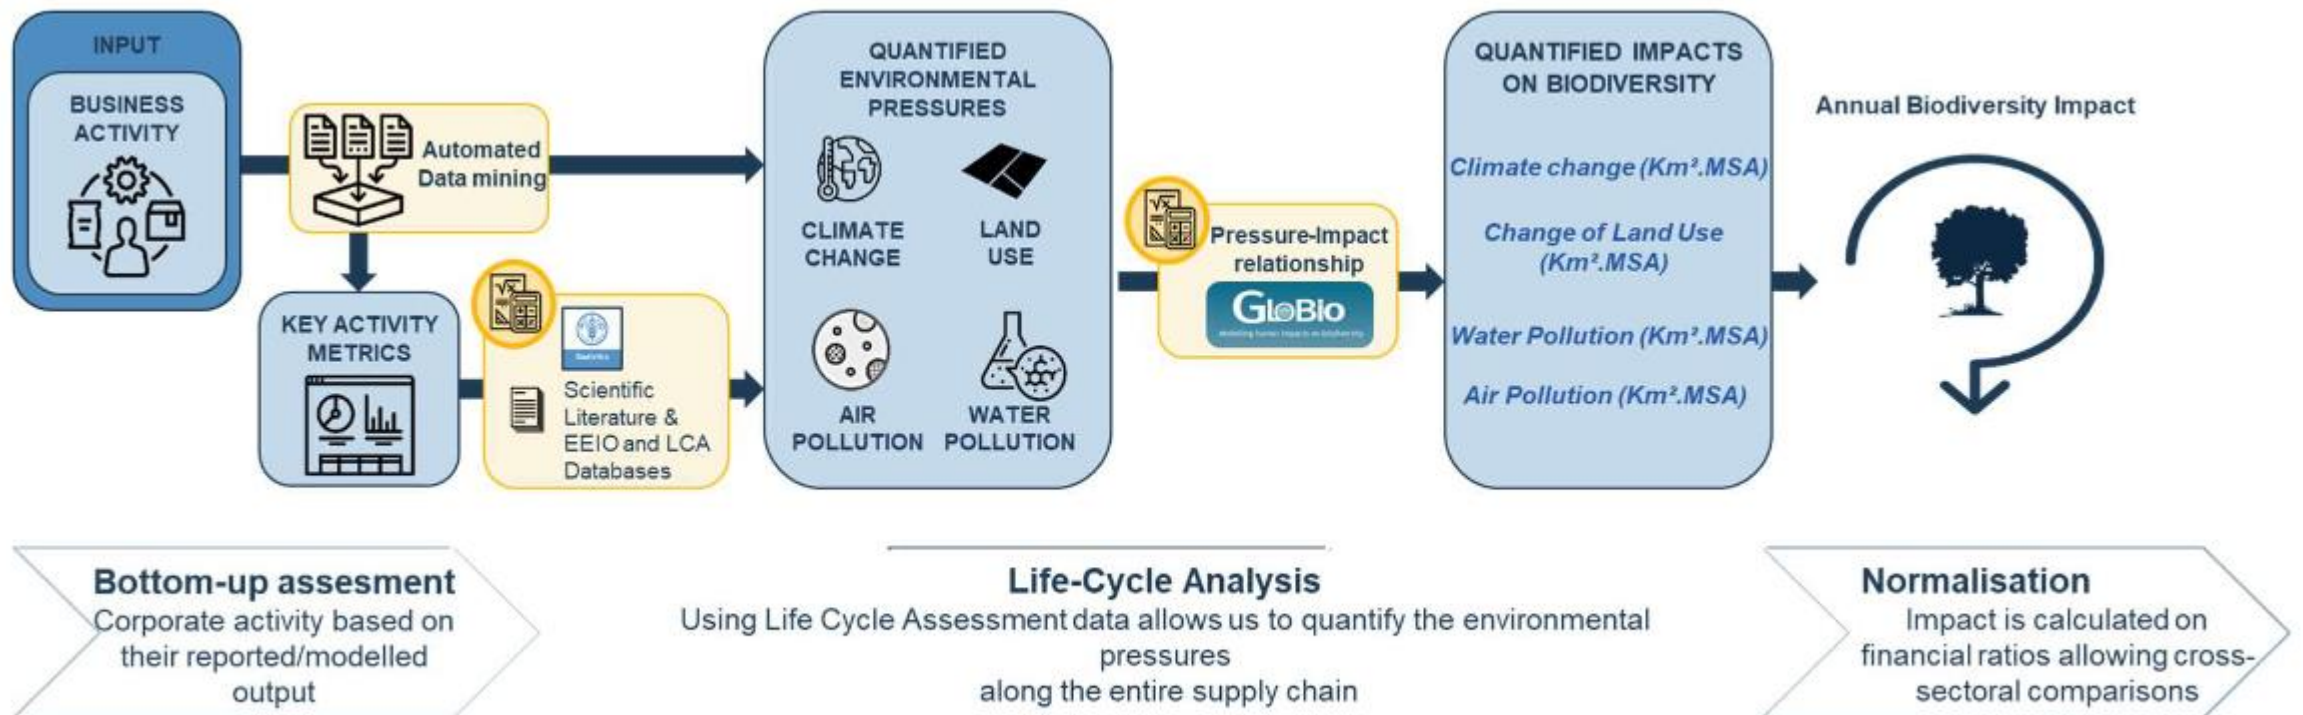 INPUT
BUSINESS
ACTIVITY
Automated
Data mining
KEY ACTIVITY
METRICS
Scientific
Literature &
EEIO and LCA
Databases
QUANTIFIED
ENVIRONMENTAL
PRESSURES
CLIMATE
CHANGE
LAND
USE
AIR
POLLUTION
WATER
POLLUTION
Pressure-Impact
relationship
GLOBIO
QUANTIFIED IMPACTS
ON BIODIVERSITY
Climate change (Km².MSA)
Change of Land Use
(Km².MSA)
Water Pollution (Km².MSA)
Air Pollution (Km².MSA)
Annual Biodiversity Impact
Bottom-up assesment
Corporate activity based on
their reported/modelled
output
Life-Cycle Analysis
Using Life Cycle Assessment data allows us to quantify the environmental
pressures
along the entire supply chain
Normalisation
Impact is calculated on
financial ratios allowing cross-
sectoral comparisons